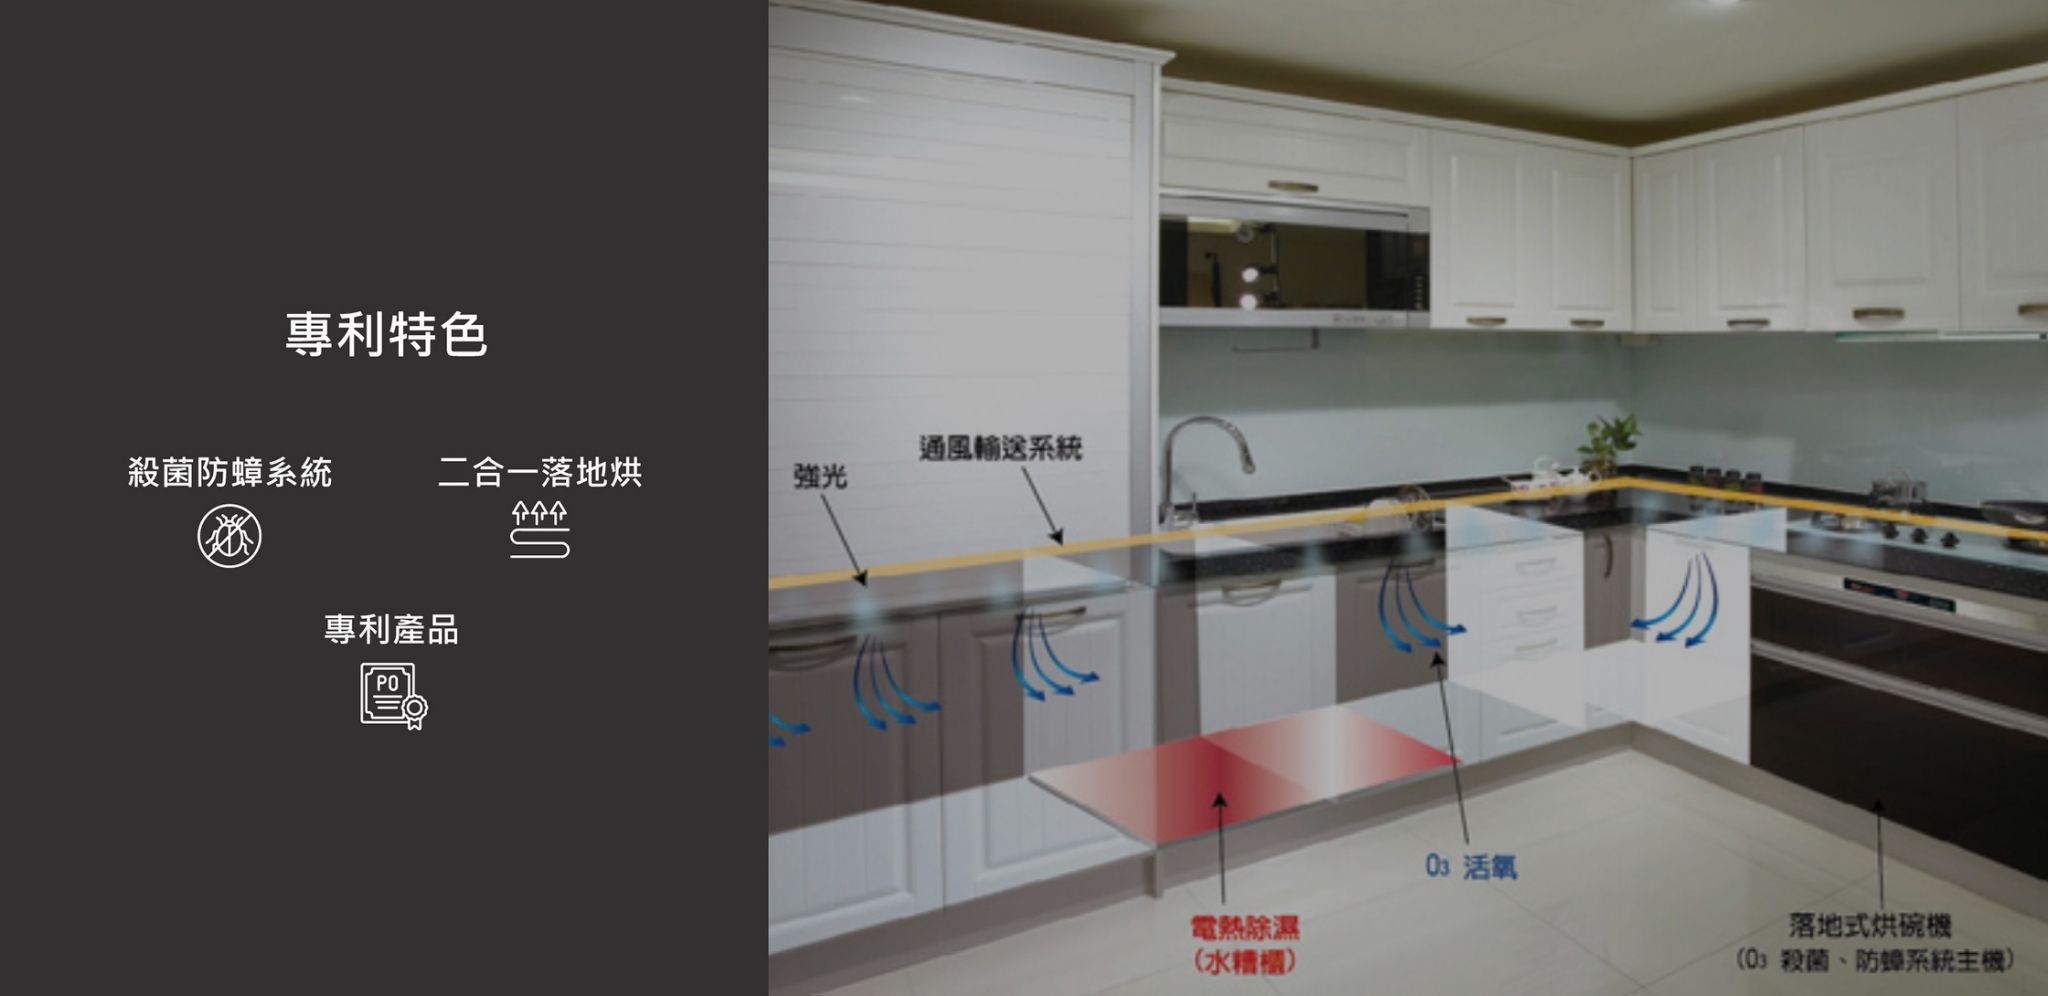 專利特色
殺菌防蟑系統
二合一落地烘
專利產品
PO
強光
通風輸送系統
O₃ 活氧
電熱除濕
(水糟櫃)
落地式烘碗機
(O₃ 殺菌、防蟑系統主機)